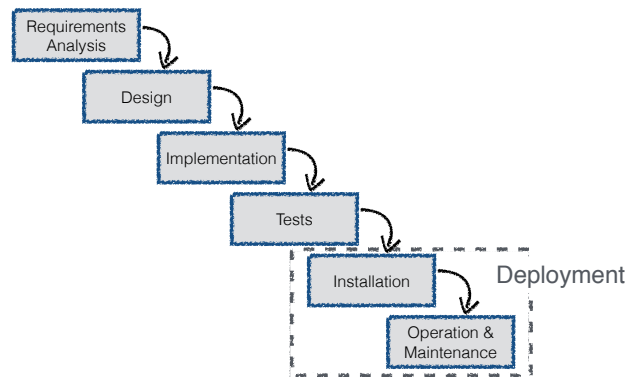 Requirements
Analysis
Design
Implementation
Tests
Installation
Deployment
Operation &
Maintenance